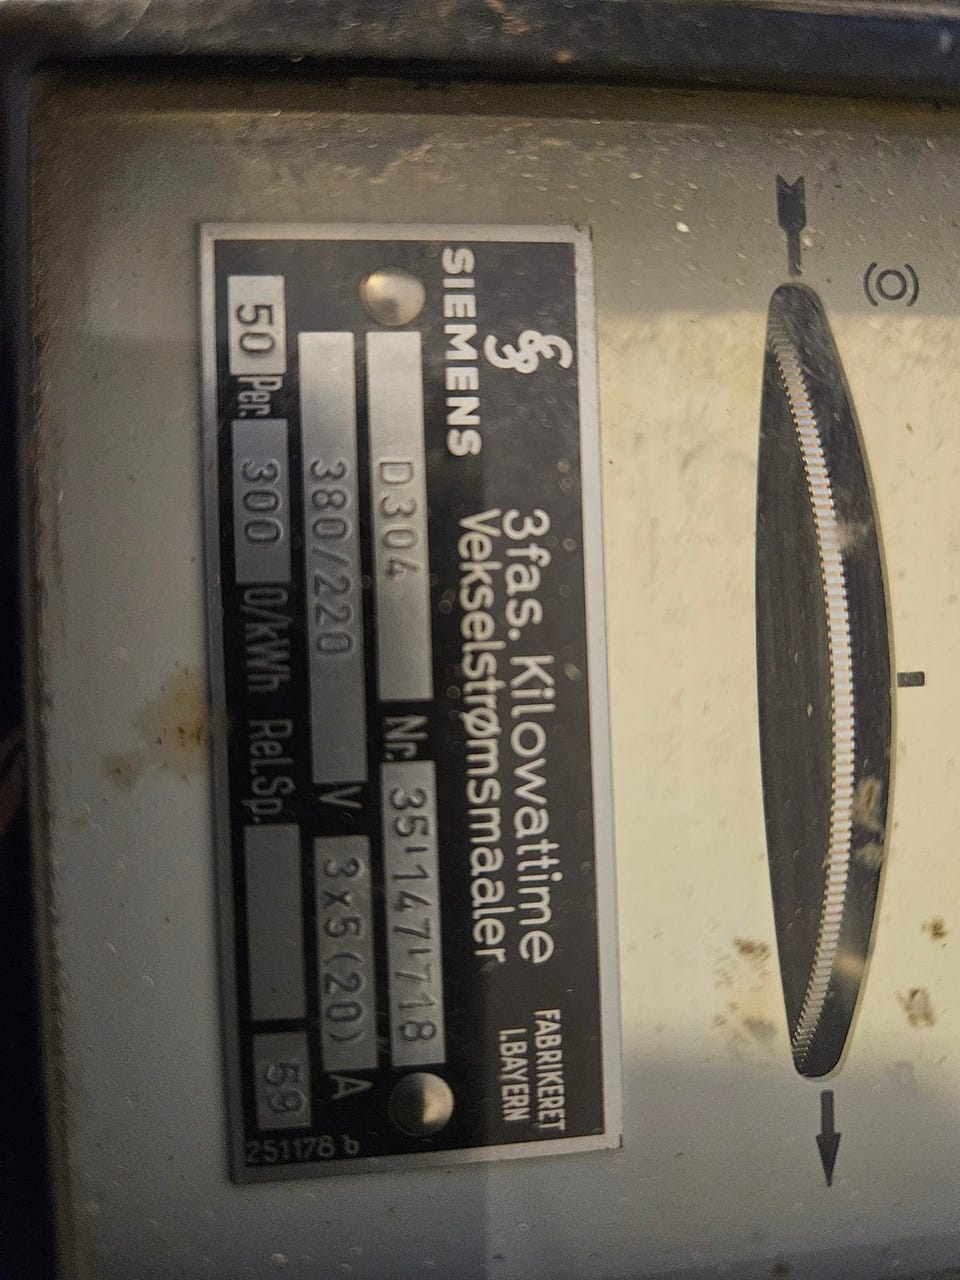 SIEMENS
3fas. Kilowattime
Vekselstrømsmaaler
FABRIKERET
I.BAYERN
D304 Nr. 35'147'718
380/220 V 3x5(20) A
50 Per. 300 O/kWh Rel.Sp. 59
251178 b